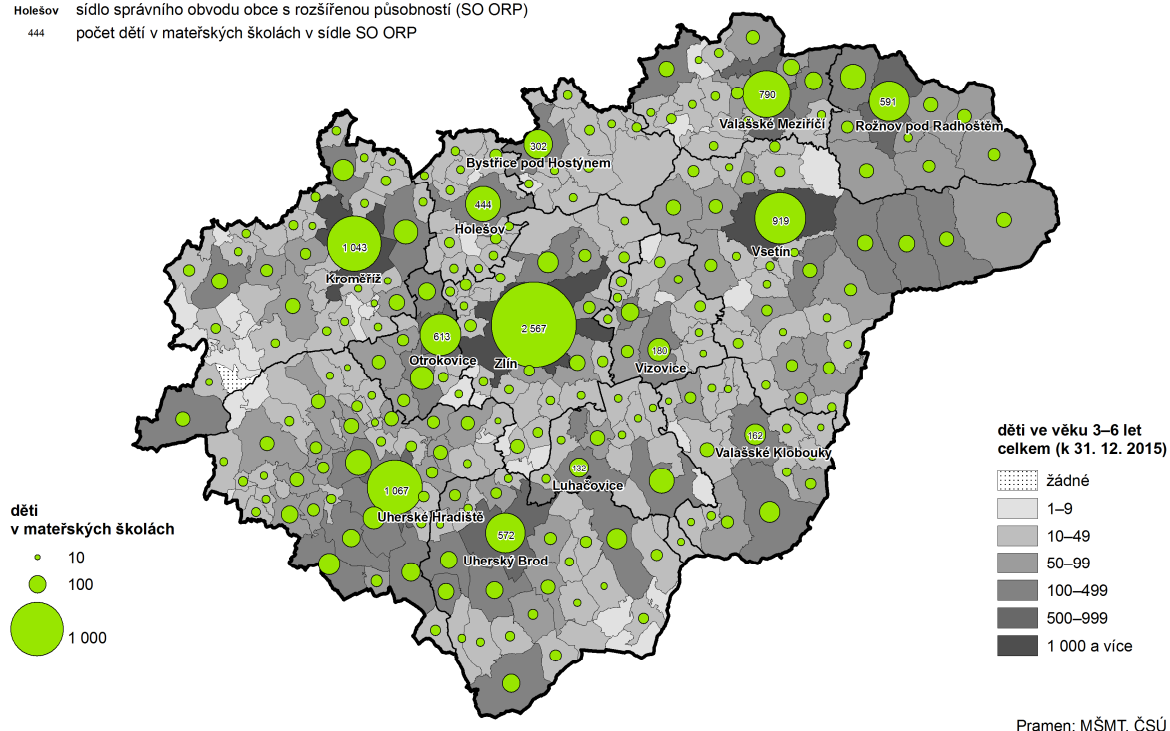 Holešov sídlo správního obvodu obce s rozšířenou působností (SO ORP)
444 počet dětí v mateřských školách v sídle SO ORP
790
Valašské Meziříčí
591
Rožnov pod Radhoštěm
302
Bystřice pod Hostýnem
444
Holešov
919
Vsetín
1 043
Kroměříž
2 567
Zlín
613
Otrokovice
180
Vizovice
162
Valašské Klobouky
132
Luhačovice
1 067
Uherské Hradiště
572
Uherský Brod
děti
v mateřských školách
10
100
1 000
děti ve věku 3–6 let
celkem (k 31. 12. 2015)
žádné
1–9
10–49
50–99
100–499
500–999
1 000 a více
Pramen: MŠMT, ČSÚ